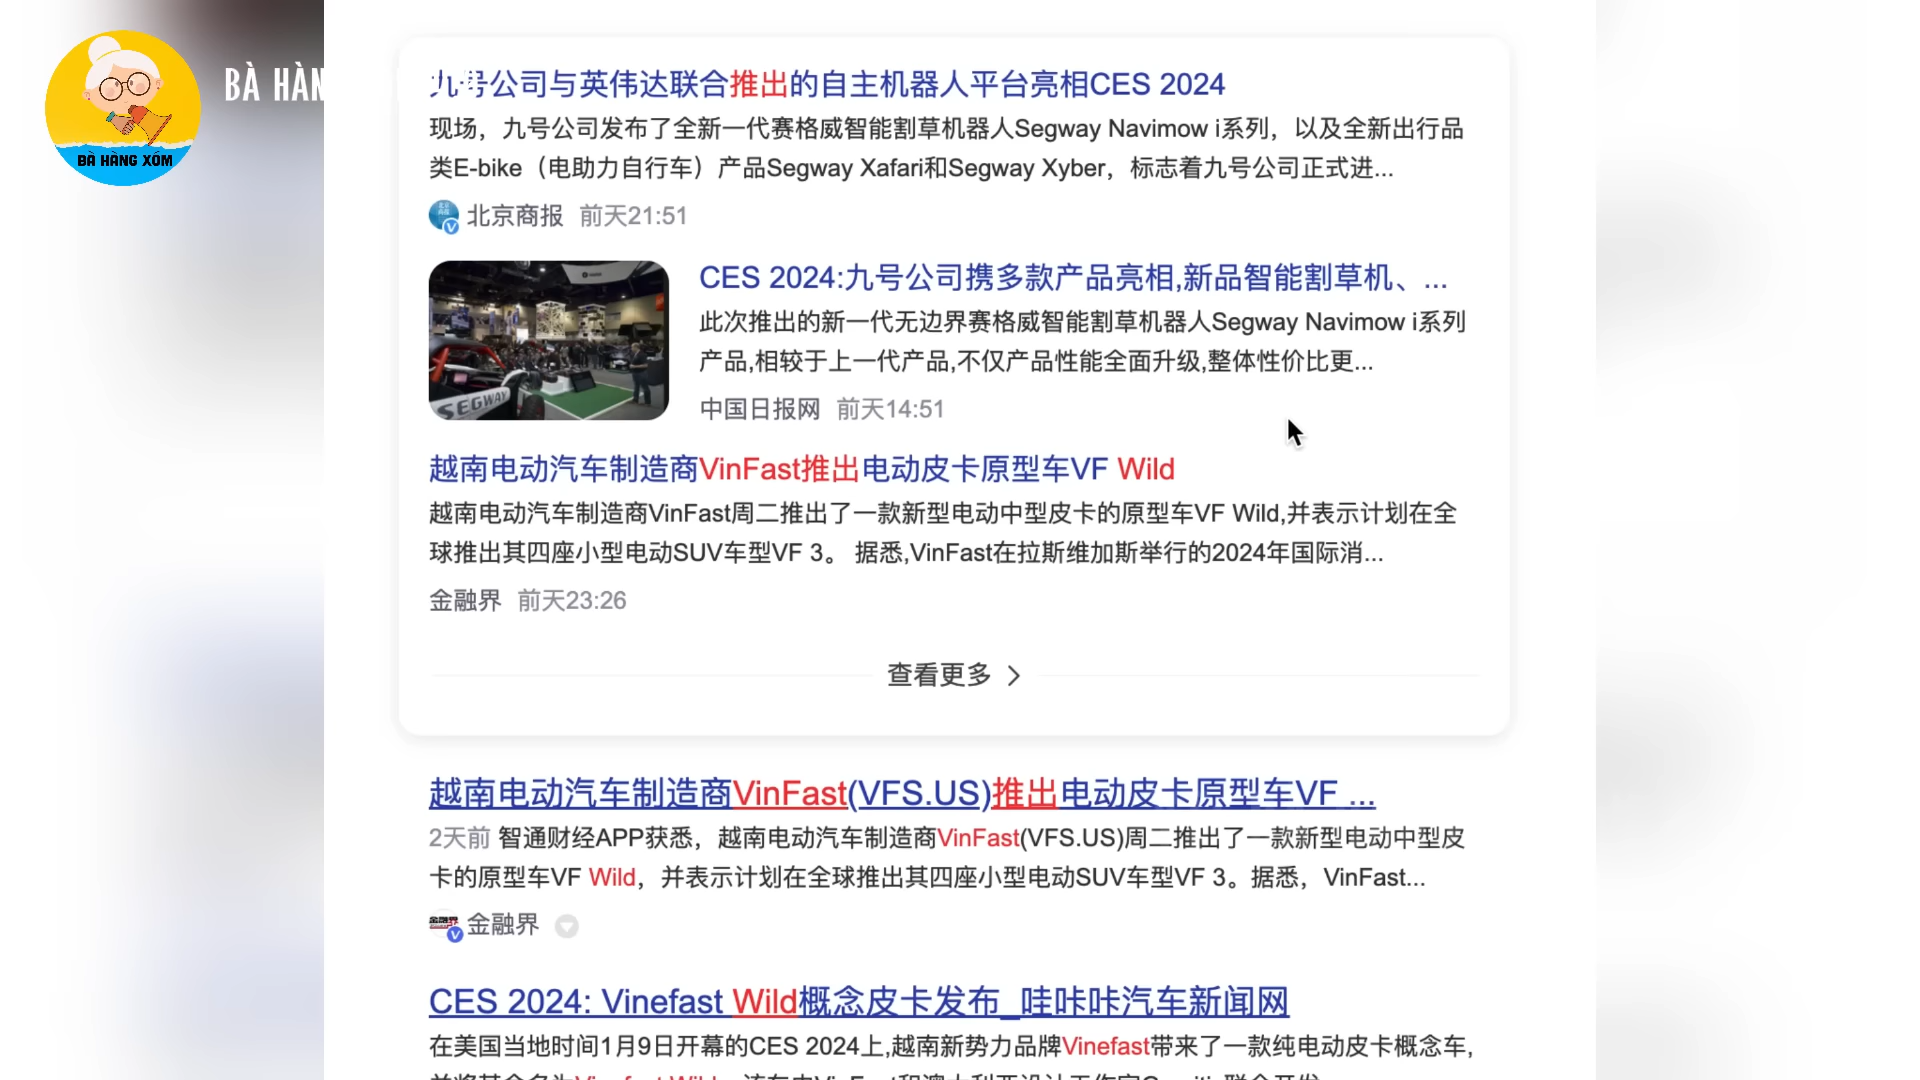 BÀ HÀN
BÀ HÀNG XÓM
九号公司与英伟达联合推出的自主机器人平台亮相CES 2024
现场，九号公司发布了全新一代赛格威智能割草机器人Segway Navimow i系列，以及全新出行品
类E-bike（电助力自行车）产品Segway Xafari和Segway Xyber，标志着九号公司正式进...
北京商报 前天21:51
CES 2024:九号公司携多款产品亮相,新品智能割草机、...
此次推出的新一代无边界赛格威智能割草机器人Segway Navimow i系列
产品,相较于上一代产品,不仅产品性能全面升级,整体性价比更...
SEGWAY
中国日报网 前天14:51
越南电动汽车制造商VinFast推出电动皮卡原型车VF Wild
越南电动汽车制造商VinFast周二推出了一款新型电动中型皮卡的原型车VF Wild,并表示计划在全
球推出其四座小型电动SUV车型VF 3。 据悉,VinFast在拉斯维加斯举行的2024年国际消...
金融界 前天23:26
查看更多
越南电动汽车制造商VinFast(VFS.US)推出电动皮卡原型车VF ...
2天前 智通财经APP获悉，越南电动汽车制造商VinFast(VFS.US)周二推出了一款新型电动中型皮
卡的原型车VF Wild，并表示计划在全球推出其四座小型电动SUV车型VF 3。据悉，VinFast...
金融界 金融界
CES 2024: Vinefast Wild概念皮卡发布_哇咔咔汽车新闻网
在美国当地时间1月9日开幕的CES 2024上,越南新势力品牌Vinefast带来了一款纯电动皮卡概念车,